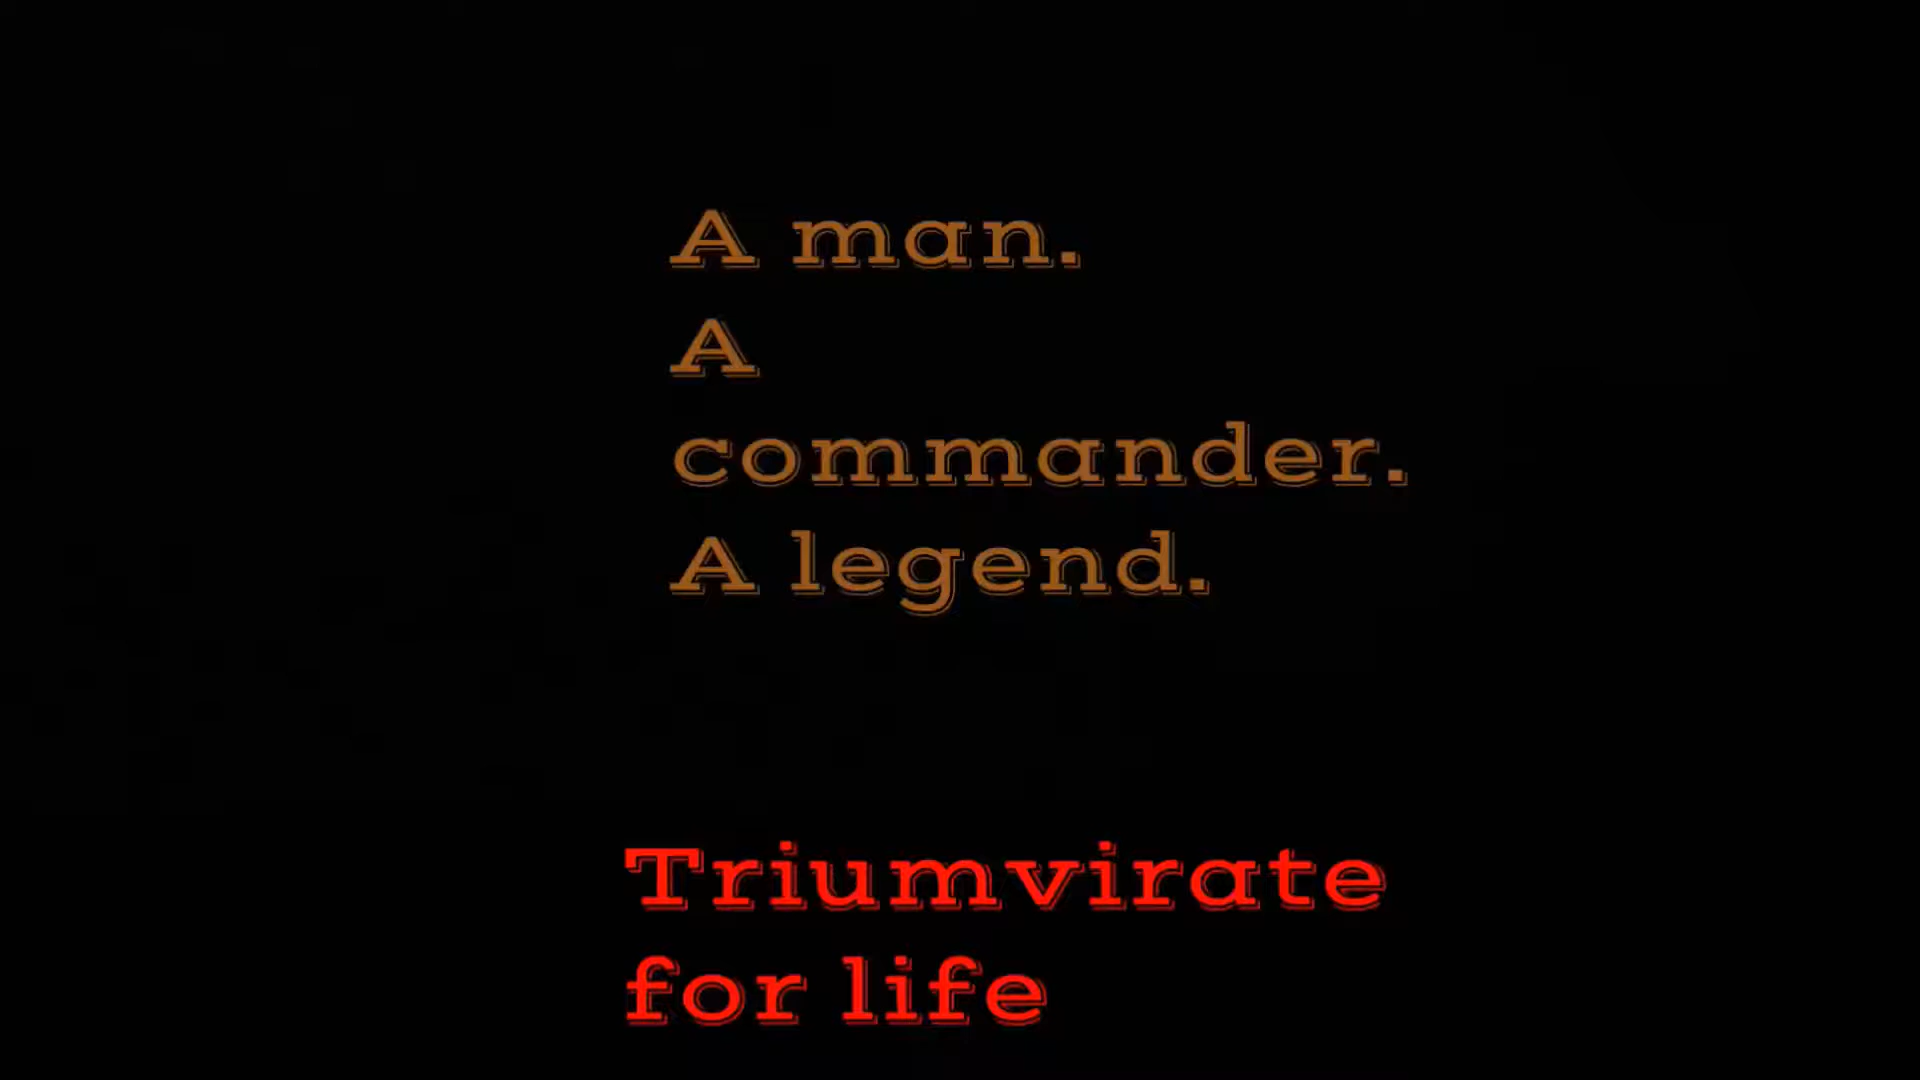 A man.
A
commander.
A legend.
Triumvirate
for life